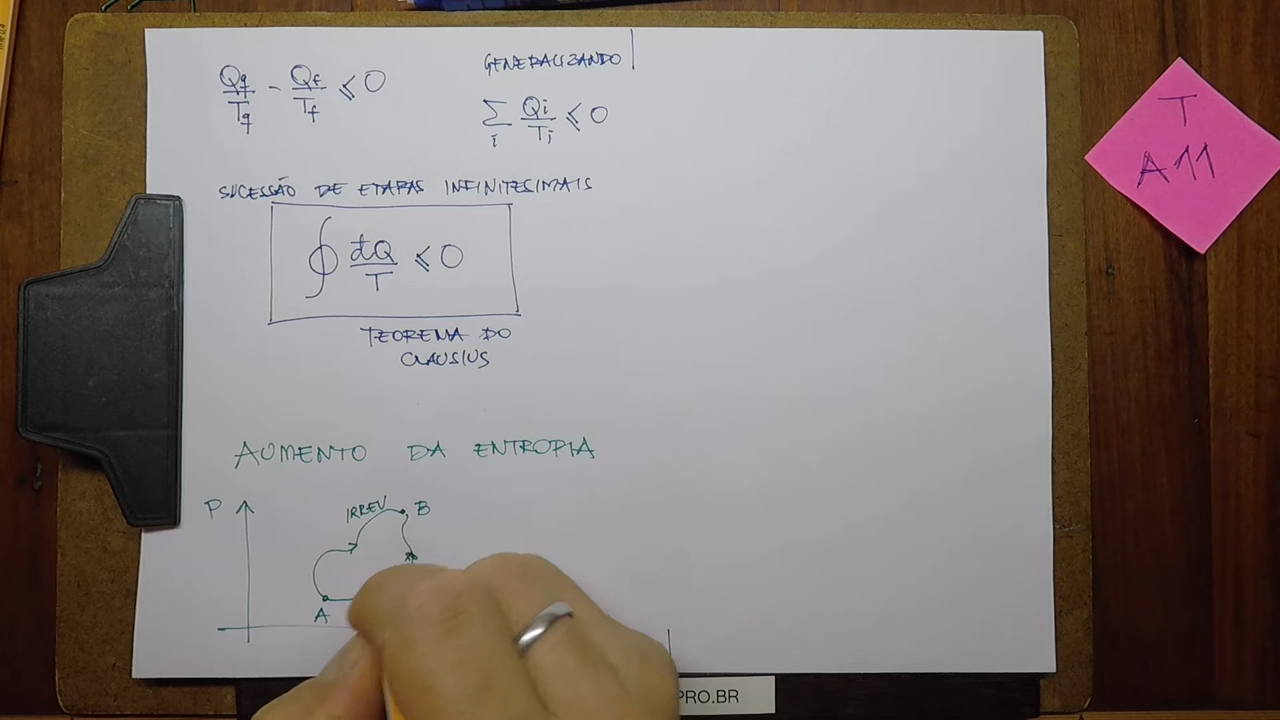 Qq/Tq - Qf/Tf ⩽ 0
GENERALIZANDO
∑i Qi/Ti ⩽ 0
SUCESSÃO DE ETAPAS INFINITESIMAIS
∮ đQ/T ⩽ 0
TEOREMA DO
CLAUSIUS
AUMENTO DA ENTROPIA
P
IRREV
B
A
T
A11
PRO.BR